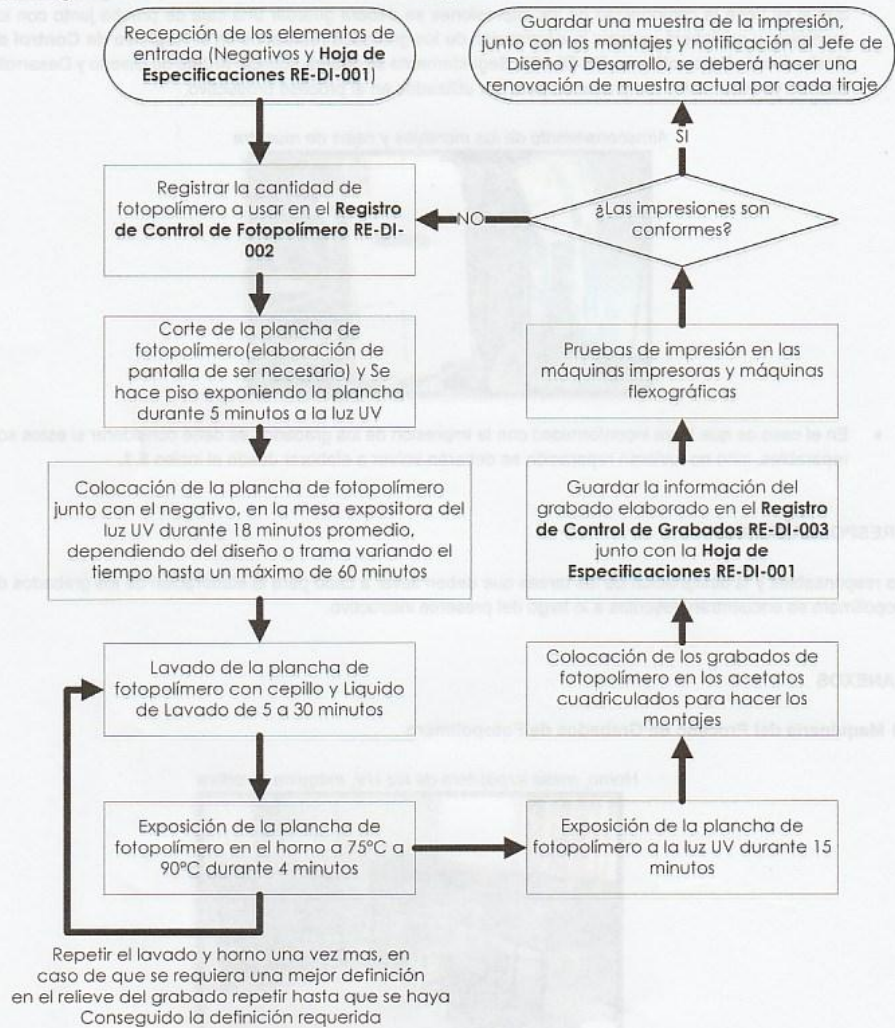 Recepción de los elementos de
entrada (Negativos y Hoja de
Especificaciones RE-DI-001)
Registrar la cantidad de
fotopolímero a usar en el Registro
de Control de Fotopolímero RE-DI-
002
Corte de la plancha de
fotopolímero(elaboración de
pantalla de ser necesario) y Se
hace piso exponiendo la plancha
durante 5 minutos a la luz UV
Colocación de la plancha de fotopolímero
junto con el negativo, en la mesa expositora del
luz UV durante 18 minutos promedio,
dependiendo del diseño o trama variando el
tiempo hasta un máximo de 60 minutos
Lavado de la plancha de
fotopolímero con cepillo y Liquido
de Lavado de 5 a 30 minutos
Exposición de la plancha de
fotopolímero en el horno a 75ºC a
90ºC durante 4 minutos
Repetir el lavado y horno una vez mas, en
caso de que se requiera una mejor definición
en el relieve del grabado repetir hasta que se haya
Conseguido la definición requerida
Exposición de la plancha de
fotopolímero a la luz UV durante 15
minutos
Colocación de los grabados de
fotopolímero en los acetatos
cuadriculados para hacer los
montajes
Guardar la información del
grabado elaborado en el Registro
de Control de Grabados RE-DI-003
junto con la Hoja de
Especificaciones RE-DI-001
Pruebas de impresión en las
máquinas impresoras y máquinas
flexográficas
¿Las impresiones son
conformes?
NO
SI
Guardar una muestra de la impresión,
junto con los montajes y notificación al Jefe de
Diseño y Desarrollo, se deberá hacer una
renovación de muestra actual por cada tiraje